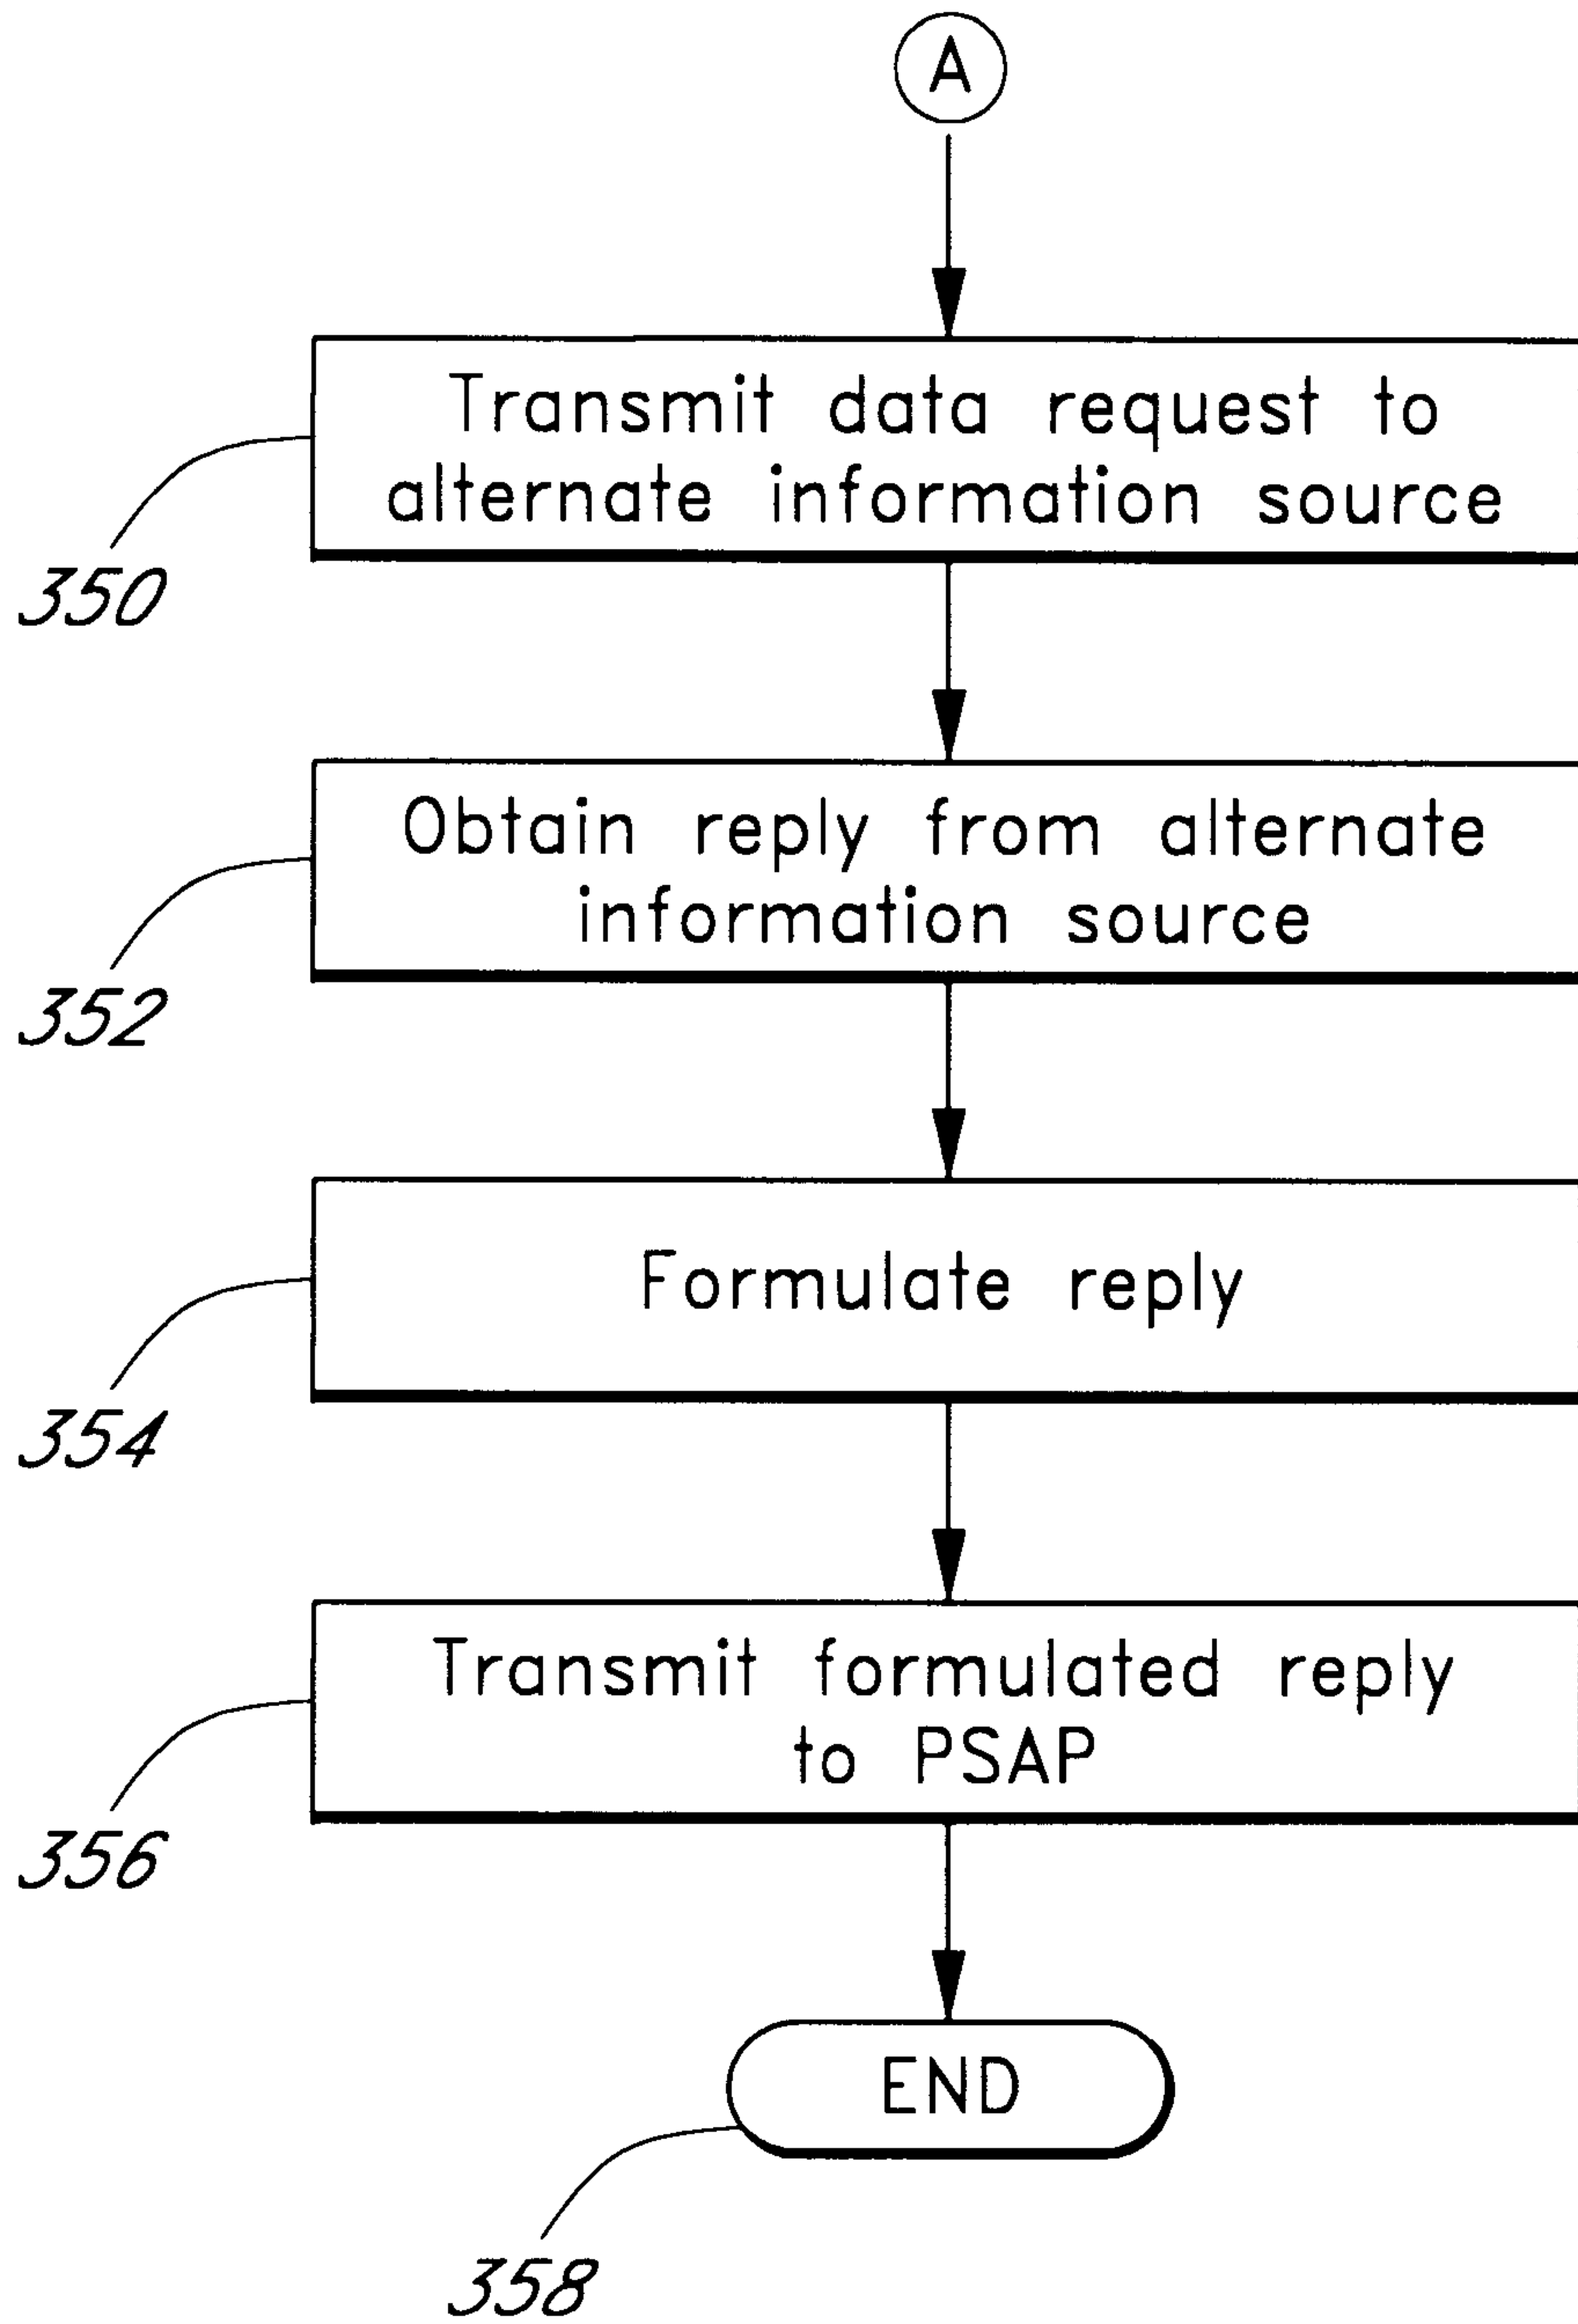 A
Transmit data request to
alternate information source
350
Obtain reply from alternate
information source
352
Formulate reply
354
Transmit formulated reply
to PSAP
356
END
358